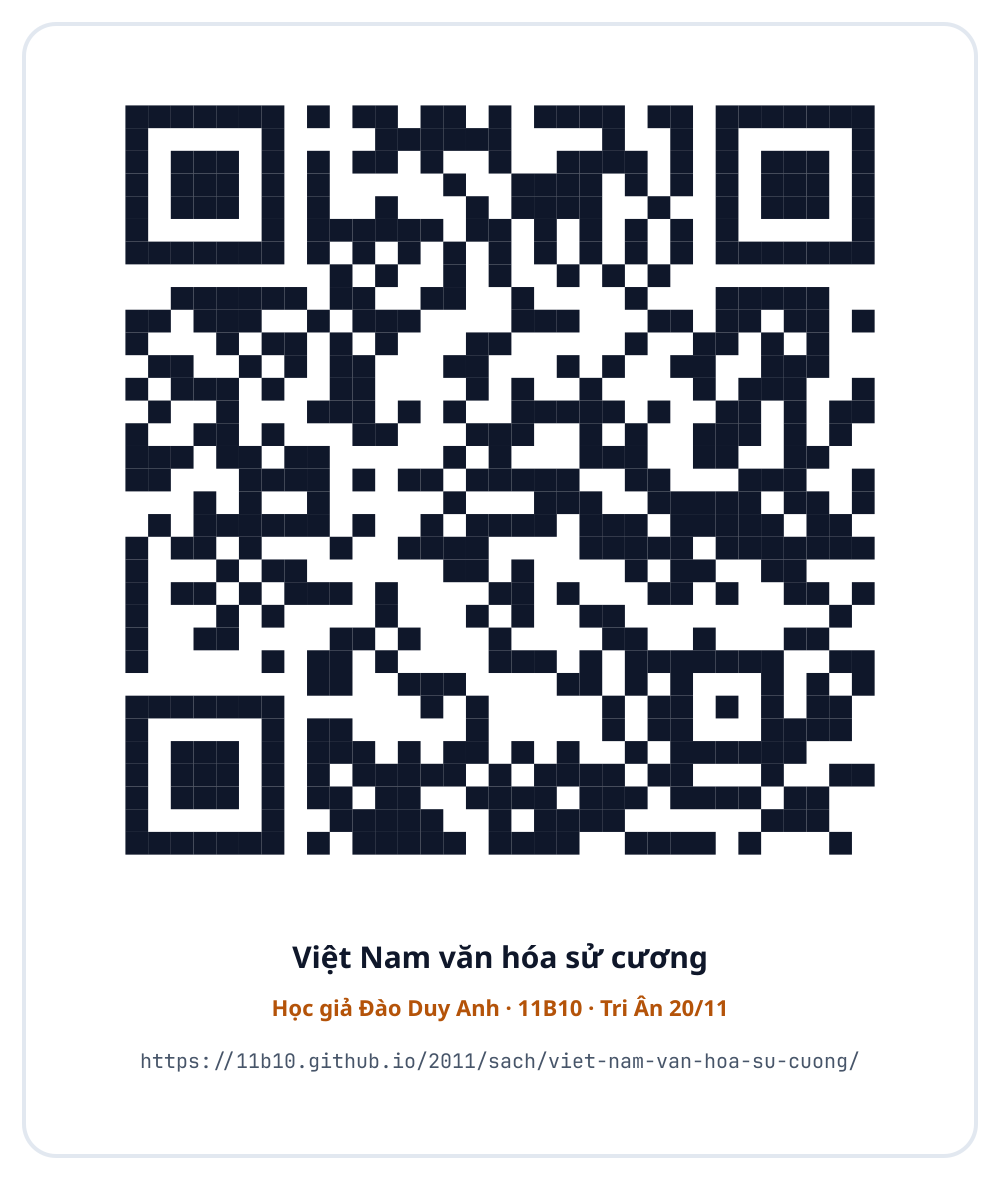 Việt Nam văn hóa sử cương
Học giả Đào Duy Anh · 11B10 · Tri Ân 20/11
https://11b10.github.io/2011/sach/viet-nam-van-hoa-su-cuong/